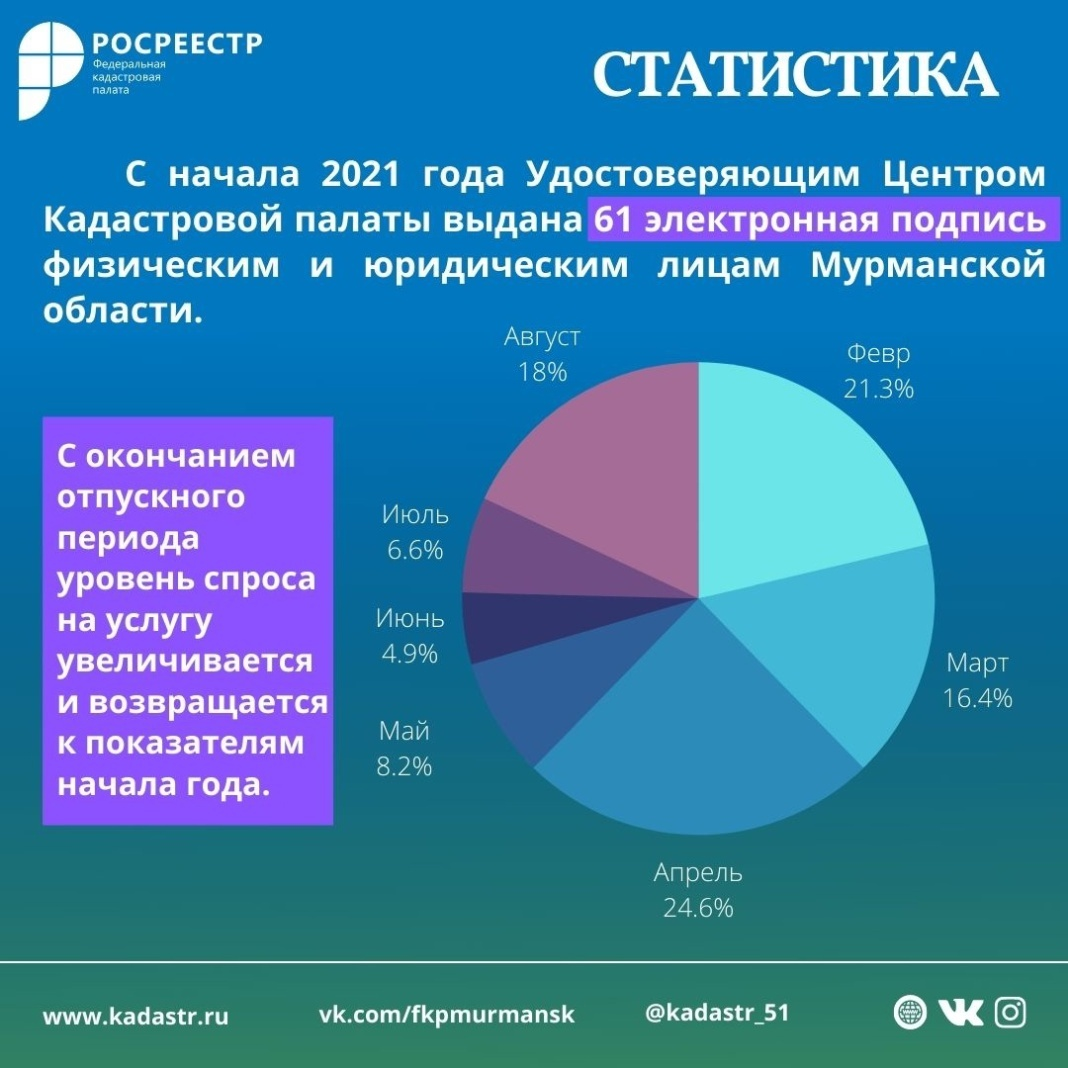 РОСРЕЕСТР
Федеральная
кадастровая
палата
СТАТИСТИКА
С начала 2021 года Удостоверяющим Центром
Кадастровой палаты выдана 61 электронная подпись
физическим и юридическим лицам Мурманской
области.
Август
18%
Февр
21.3%
С окончанием
отпускного
периода
уровень спроса
на услугу
увеличивается
и возвращается
к показателям
начала года.
Июль
6.6%
Июнь
4.9%
Май
8.2%
Март
16.4%
Апрель
24.6%
www.kadastr.ru
vk.com/fkpmurmansk
@kadastr_51